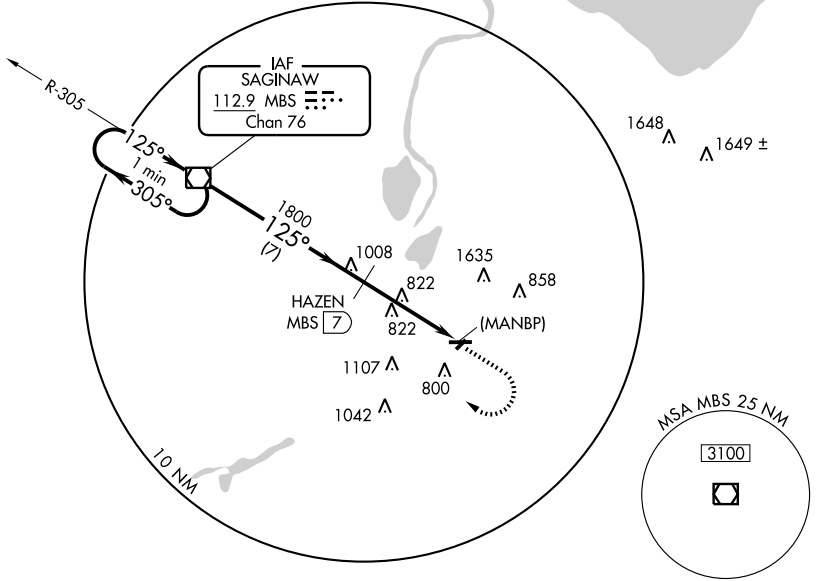 IAF
SAGINAW
112.9 MBS
Chan 76
R-305
125°
1 min
305°
1800
125°
(7)
1648
1649 ±
1008
1635
858
822
HAZEN
MBS 7
822
(MANBP)
1107
800
1042
10 NM
MSA MBS 25 NM
3100